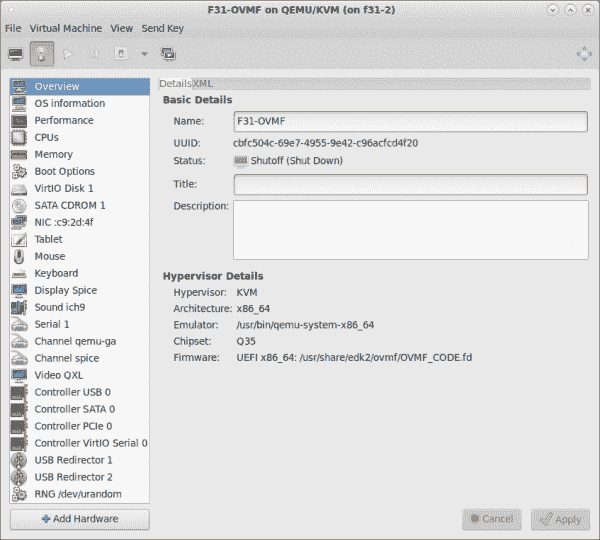 F31-OVMF on QEMU/KVM (on f31-2)
File Virtual Machine View Send Key
Overview
OS information
Performance
CPUs
Memory
Boot Options
VirtIO Disk 1
SATA CDROM 1
NIC :c9:2d:4f
Tablet
Mouse
Keyboard
Display Spice
Sound ich9
Serial 1
Channel qemu-ga
Channel spice
Video QXL
Controller USB 0
Controller SATA 0
Controller PCIe 0
Controller VirtIO Serial 0
USB Redirector 1
USB Redirector 2
RNG /dev/urandom
Add Hardware
Details XML
Basic Details
Name: F31-OVMF
UUID: cbfc504c-69e7-4955-9e42-c96acfcd4f20
Status: Shutoff (Shut Down)
Title:
Description:
Hypervisor Details
Hypervisor: KVM
Architecture: x86_64
Emulator: /usr/bin/qemu-system-x86_64
Chipset: Q35
Firmware: UEFI x86_64: /usr/share/edk2/ovmf/OVMF_CODE.fd
Cancel Apply